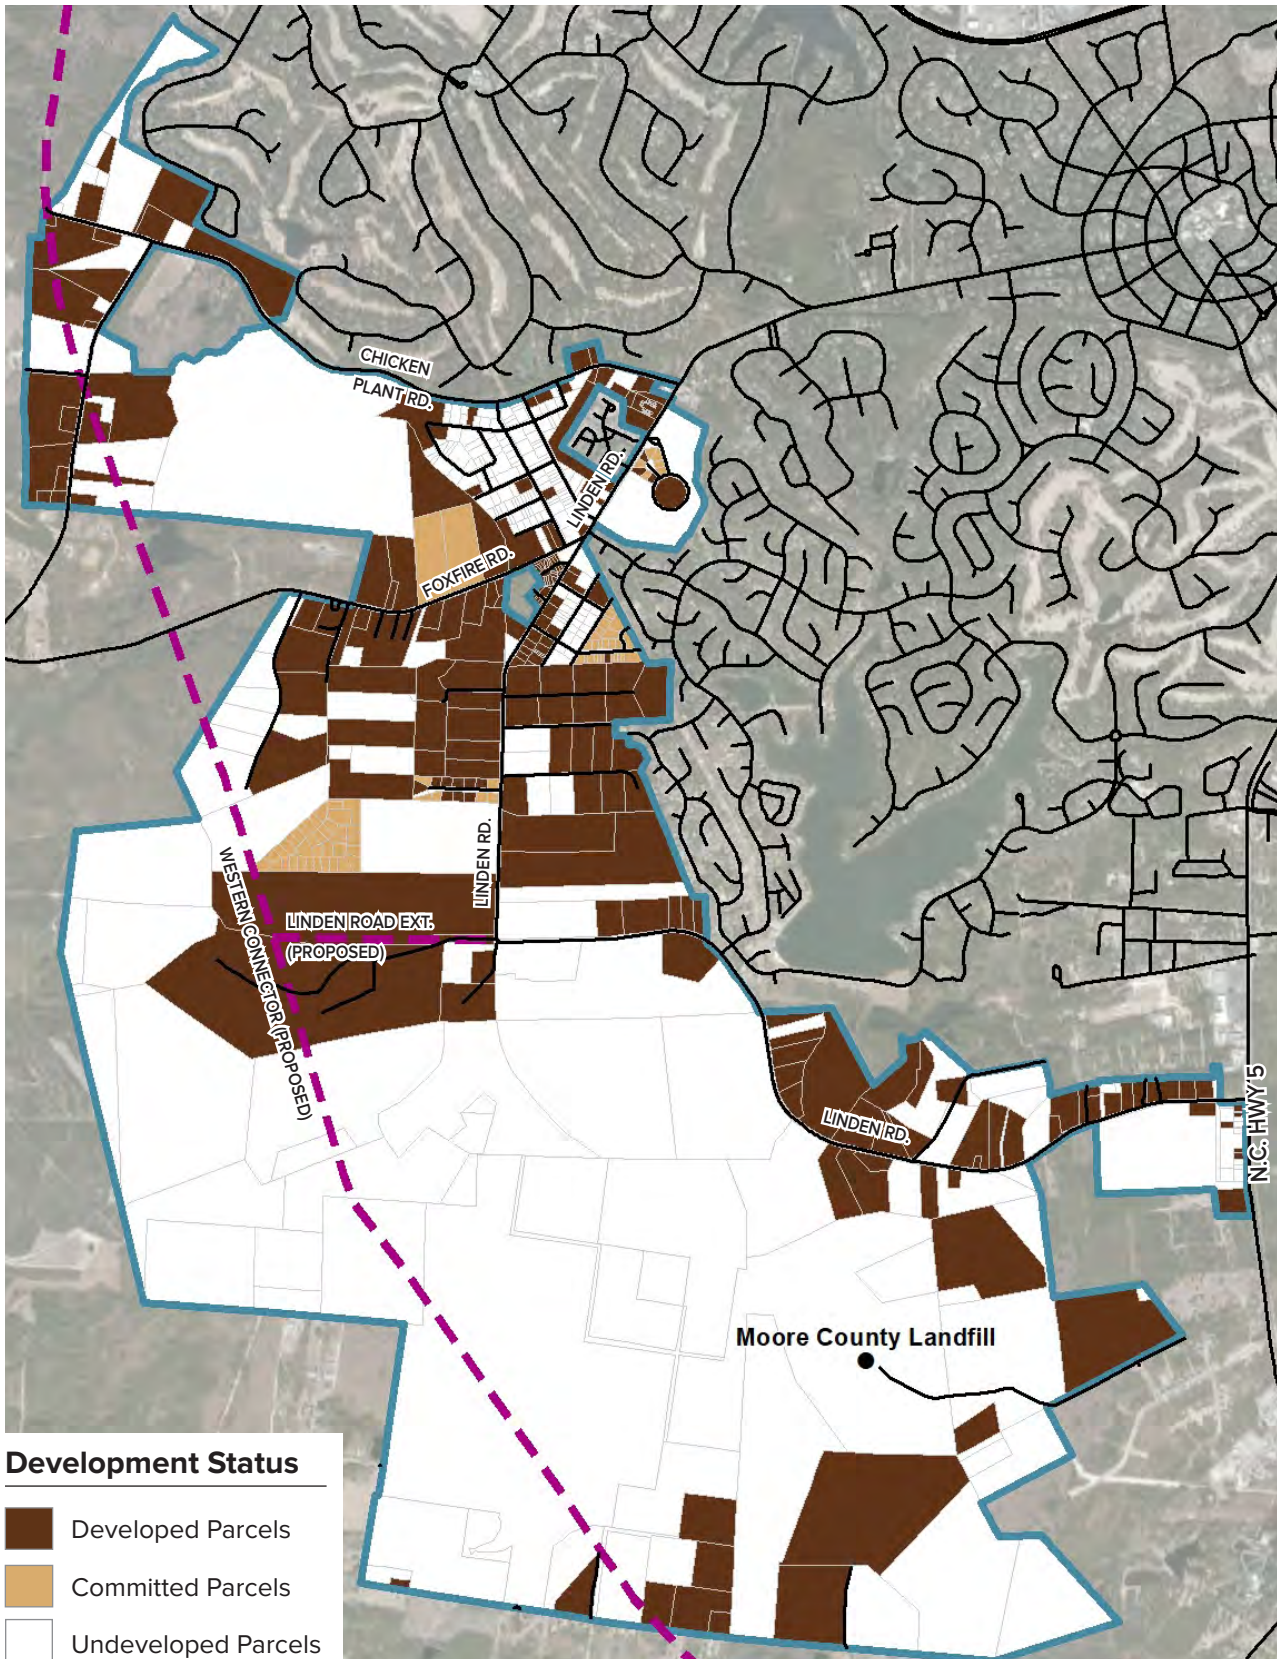 CHICKEN
PLANT RD.
LINDEN RD.
FOXFIRE RD.
LINDEN RD.
WESTERN CONNECTOR (PROPOSED)
LINDEN ROAD EXT.
(PROPOSED)
LINDEN RD.
N.C. HWY 5
Moore County Landfill
Development Status
Developed Parcels
Committed Parcels
Undeveloped Parcels